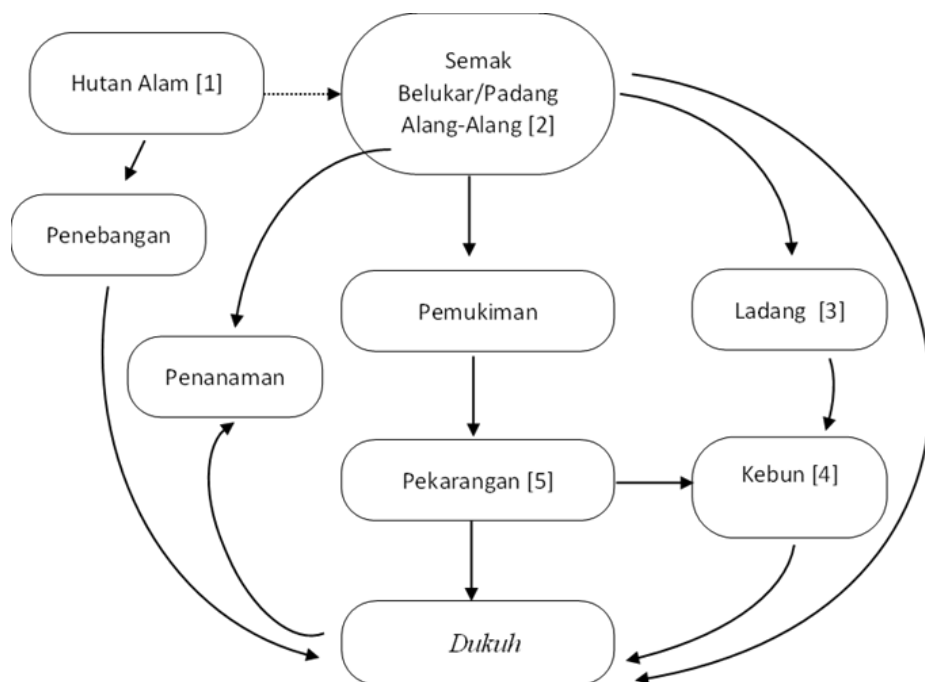 Hutan Alam [1]
Semak
Belukar/Padang
Alang-Alang [2]
Penebangan
Pemukiman
Ladang [3]
Penanaman
Pekarangan [5]
Kebun [4]
Dukuh